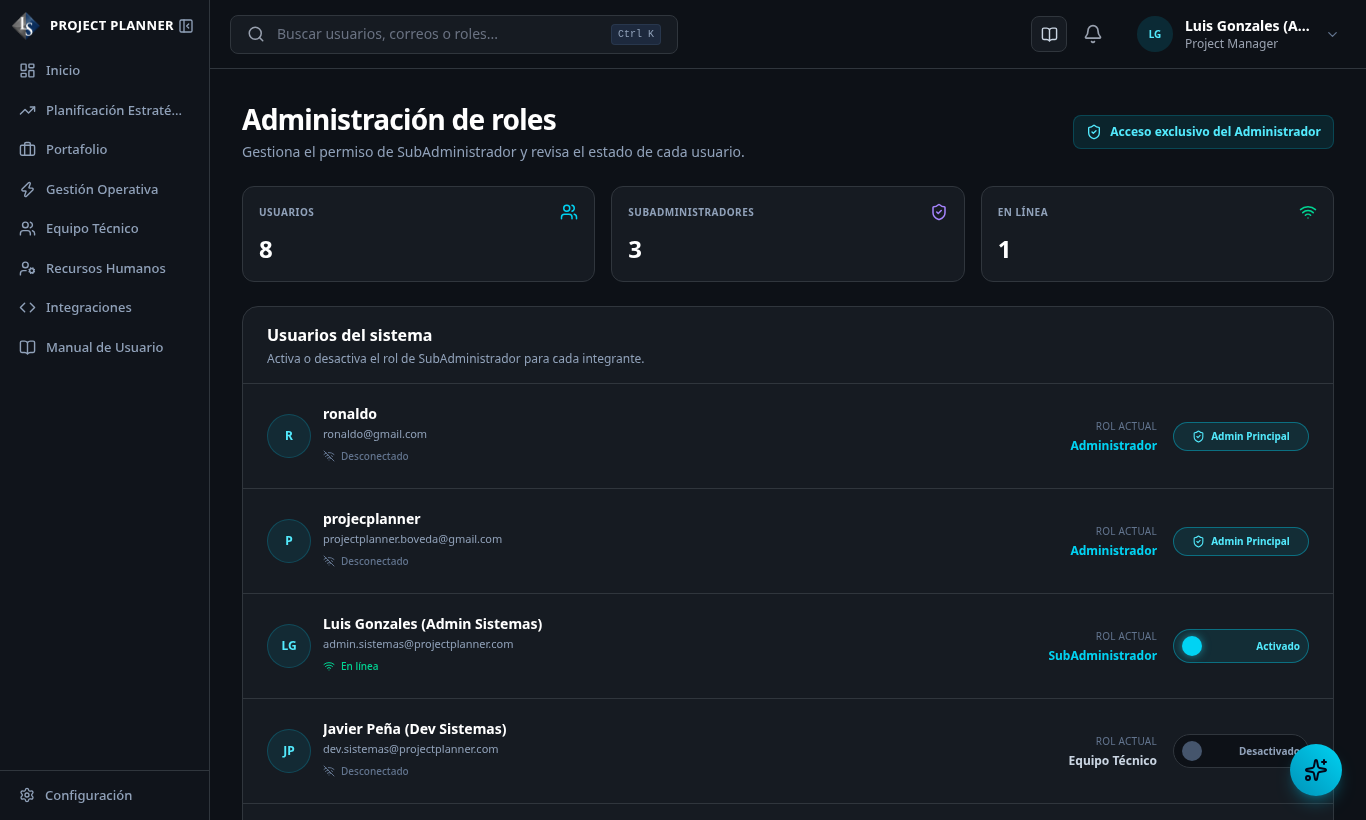 PROJECT PLANNER
Inicio
Planificación Estraté...
Portafolio
Gestión Operativa
Equipo Técnico
Recursos Humanos
Integraciones
Manual de Usuario
Configuración
Buscar usuarios, correos o roles...
Ctrl K
LG
Luis Gonzales (A...
Project Manager
Administración de roles
Gestiona el permiso de SubAdministrador y revisa el estado de cada usuario.
Acceso exclusivo del Administrador
USUARIOS
8
SUBADMINISTRADORES
3
EN LÍNEA
1
Usuarios del sistema
Activa o desactiva el rol de SubAdministrador para cada integrante.
R
ronaldo
ronaldo@gmail.com
Desconectado
ROL ACTUAL
Administrador
Admin Principal
P
projecplanner
projectplanner.boveda@gmail.com
Desconectado
ROL ACTUAL
Administrador
Admin Principal
LG
Luis Gonzales (Admin Sistemas)
admin.sistemas@projectplanner.com
En línea
ROL ACTUAL
SubAdministrador
Activado
JP
Javier Peña (Dev Sistemas)
dev.sistemas@projectplanner.com
Desconectado
ROL ACTUAL
Equipo Técnico
Desactivado